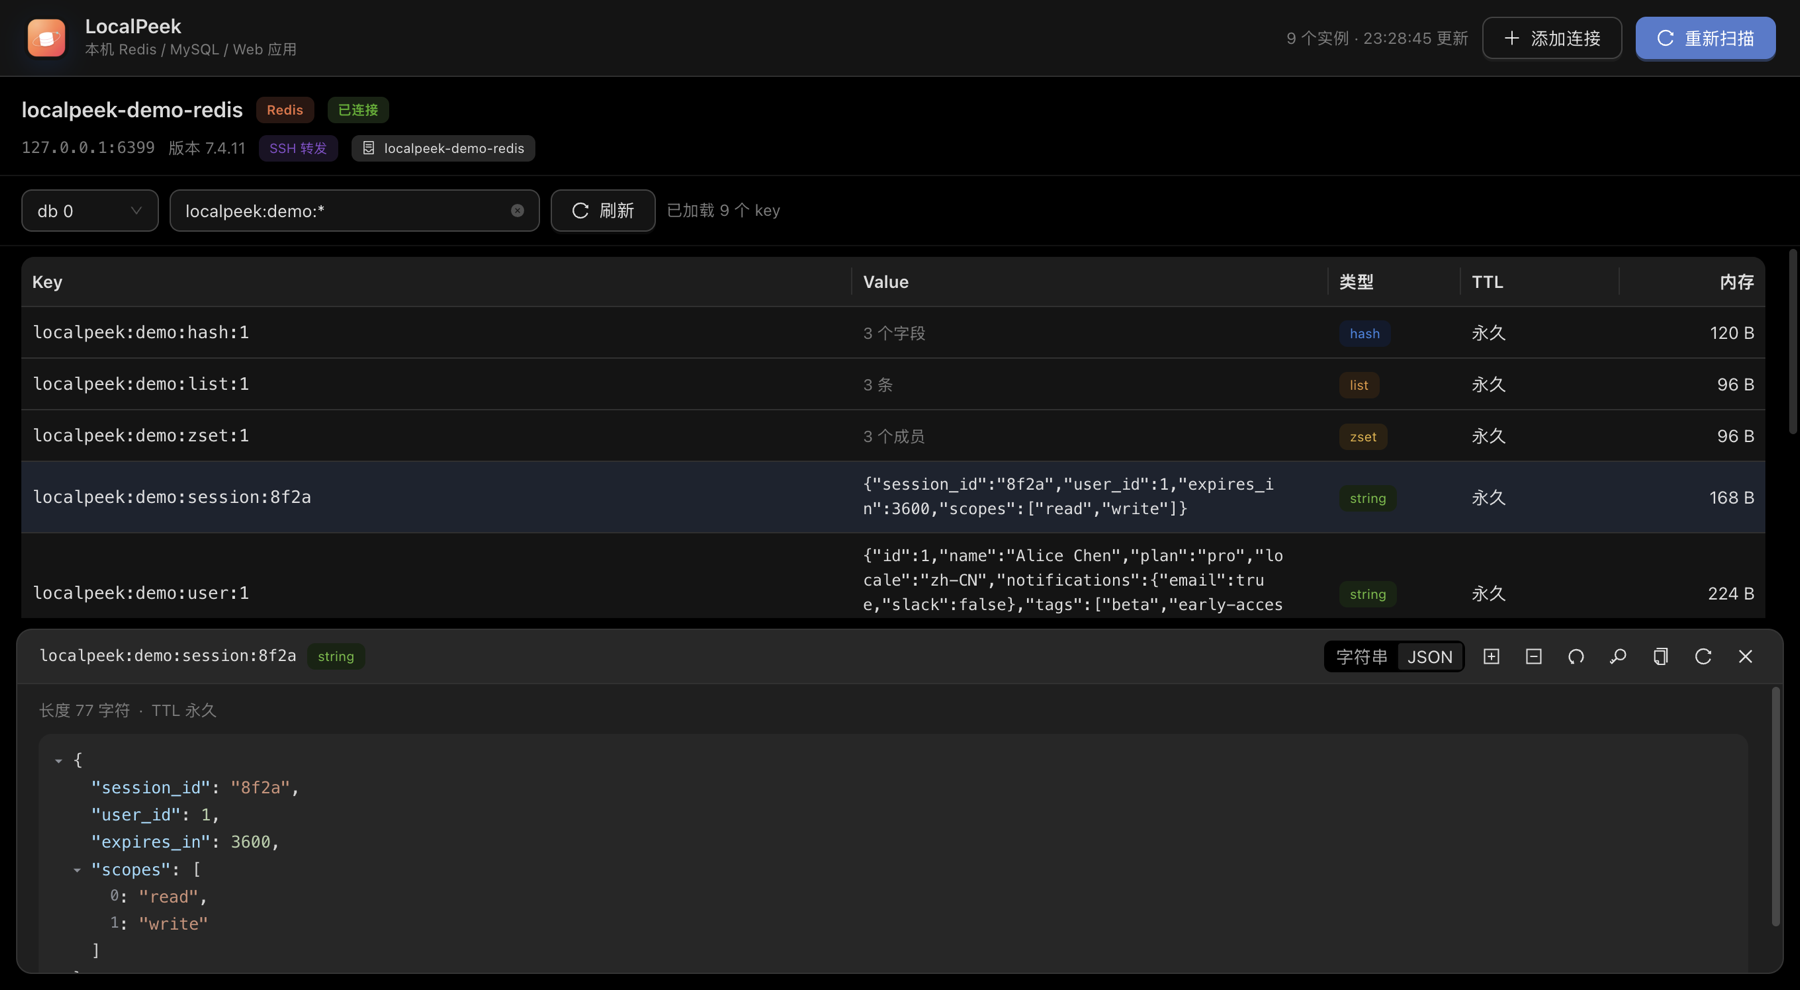 LocalPeek
本机 Redis / MySQL / Web 应用
9 个实例 · 23:28:45 更新
添加连接
重新扫描
localpeek-demo-redis Redis 已连接
127.0.0.1:6399 版本 7.4.11 SSH 转发 localpeek-demo-redis
db 0 localpeek:demo:* 刷新 已加载 9 个 key
Key Value 类型 TTL 内存
localpeek:demo:hash:1 3 个字段 hash 永久 120 B
localpeek:demo:list:1 3 条 list 永久 96 B
localpeek:demo:zset:1 3 个成员 zset 永久 96 B
localpeek:demo:session:8f2a {"session_id":"8f2a","user_id":1,"expires_i
n":3600,"scopes":["read","write"]} string 永久 168 B
{"id":1,"name":"Alice Chen","plan":"pro","lo
cale":"zh-CN","notifications":{"email":tru
localpeek:demo:user:1 e,"slack":false},"tags":["beta","early-acces string 永久 224 B
localpeek:demo:session:8f2a string 字符串 JSON
长度 77 字符 · TTL 永久
{
"session_id": "8f2a",
"user_id": 1,
"expires_in": 3600,
"scopes": [
0: "read",
1: "write"
]